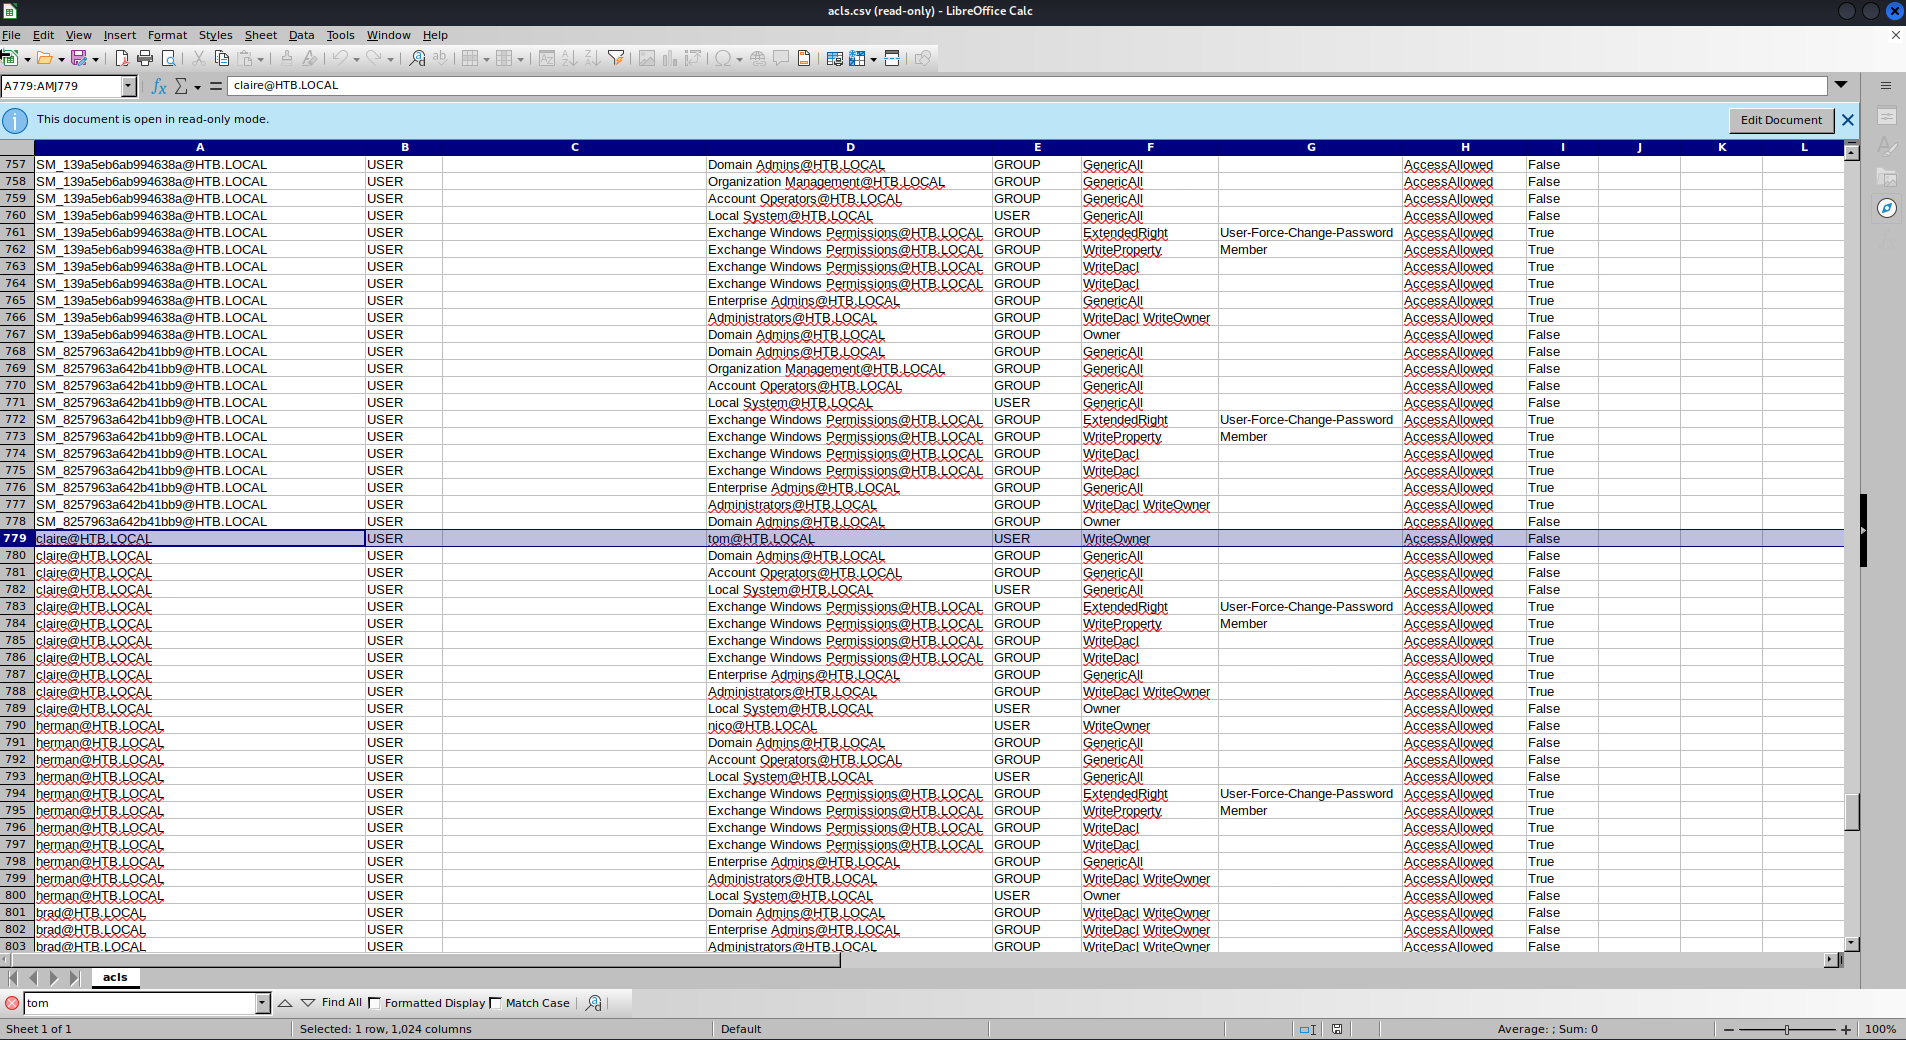 acls.csv (read-only) - LibreOffice Calc
File Edit View Insert Format Styles Sheet Data Tools Window Help
A779:AMJ779 claire@HTB.LOCAL
This document is open in read-only mode. Edit Document
A B C D E F G H I J K L
757 SM_139a5eb6ab994638a@HTB.LOCAL USER Domain Admins@HTB.LOCAL GROUP GenericAll AccessAllowed False
758 SM_139a5eb6ab994638a@HTB.LOCAL USER Organization Management@HTB.LOCAL GROUP GenericAll AccessAllowed False
759 SM_139a5eb6ab994638a@HTB.LOCAL USER Account Operators@HTB.LOCAL GROUP GenericAll AccessAllowed False
760 SM_139a5eb6ab994638a@HTB.LOCAL USER Local System@HTB.LOCAL USER GenericAll AccessAllowed False
761 SM_139a5eb6ab994638a@HTB.LOCAL USER Exchange Windows Permissions@HTB.LOCAL GROUP ExtendedRight User-Force-Change-Password AccessAllowed True
762 SM_139a5eb6ab994638a@HTB.LOCAL USER Exchange Windows Permissions@HTB.LOCAL GROUP WriteProperty Member AccessAllowed True
763 SM_139a5eb6ab994638a@HTB.LOCAL USER Exchange Windows Permissions@HTB.LOCAL GROUP WriteDacl AccessAllowed True
764 SM_139a5eb6ab994638a@HTB.LOCAL USER Exchange Windows Permissions@HTB.LOCAL GROUP WriteDacl AccessAllowed True
765 SM_139a5eb6ab994638a@HTB.LOCAL USER Enterprise Admins@HTB.LOCAL GROUP GenericAll AccessAllowed True
766 SM_139a5eb6ab994638a@HTB.LOCAL USER Administrators@HTB.LOCAL GROUP WriteDacl WriteOwner AccessAllowed True
767 SM_139a5eb6ab994638a@HTB.LOCAL USER Domain Admins@HTB.LOCAL GROUP Owner AccessAllowed False
768 SM_8257963a642b41bb9@HTB.LOCAL USER Domain Admins@HTB.LOCAL GROUP GenericAll AccessAllowed False
769 SM_8257963a642b41bb9@HTB.LOCAL USER Organization Management@HTB.LOCAL GROUP GenericAll AccessAllowed False
770 SM_8257963a642b41bb9@HTB.LOCAL USER Account Operators@HTB.LOCAL GROUP GenericAll AccessAllowed False
771 SM_8257963a642b41bb9@HTB.LOCAL USER Local System@HTB.LOCAL USER GenericAll AccessAllowed False
772 SM_8257963a642b41bb9@HTB.LOCAL USER Exchange Windows Permissions@HTB.LOCAL GROUP ExtendedRight User-Force-Change-Password AccessAllowed True
773 SM_8257963a642b41bb9@HTB.LOCAL USER Exchange Windows Permissions@HTB.LOCAL GROUP WriteProperty Member AccessAllowed True
774 SM_8257963a642b41bb9@HTB.LOCAL USER Exchange Windows Permissions@HTB.LOCAL GROUP WriteDacl AccessAllowed True
775 SM_8257963a642b41bb9@HTB.LOCAL USER Exchange Windows Permissions@HTB.LOCAL GROUP WriteDacl AccessAllowed True
776 SM_8257963a642b41bb9@HTB.LOCAL USER Enterprise Admins@HTB.LOCAL GROUP GenericAll AccessAllowed True
777 SM_8257963a642b41bb9@HTB.LOCAL USER Administrators@HTB.LOCAL GROUP WriteDacl WriteOwner AccessAllowed True
778 SM_8257963a642b41bb9@HTB.LOCAL USER Domain Admins@HTB.LOCAL GROUP Owner AccessAllowed False
779 claire@HTB.LOCAL USER tom@HTB.LOCAL USER WriteOwner AccessAllowed False
780 claire@HTB.LOCAL USER Domain Admins@HTB.LOCAL GROUP GenericAll AccessAllowed False
781 claire@HTB.LOCAL USER Account Operators@HTB.LOCAL GROUP GenericAll AccessAllowed False
782 claire@HTB.LOCAL USER Local System@HTB.LOCAL USER GenericAll AccessAllowed False
783 claire@HTB.LOCAL USER Exchange Windows Permissions@HTB.LOCAL GROUP ExtendedRight User-Force-Change-Password AccessAllowed True
784 claire@HTB.LOCAL USER Exchange Windows Permissions@HTB.LOCAL GROUP WriteProperty Member AccessAllowed True
785 claire@HTB.LOCAL USER Exchange Windows Permissions@HTB.LOCAL GROUP WriteDacl AccessAllowed True
786 claire@HTB.LOCAL USER Exchange Windows Permissions@HTB.LOCAL GROUP WriteDacl AccessAllowed True
787 claire@HTB.LOCAL USER Enterprise Admins@HTB.LOCAL GROUP GenericAll AccessAllowed True
788 claire@HTB.LOCAL USER Administrators@HTB.LOCAL GROUP WriteDacl WriteOwner AccessAllowed True
789 claire@HTB.LOCAL USER Local System@HTB.LOCAL USER Owner AccessAllowed False
790 herman@HTB.LOCAL USER nico@HTB.LOCAL USER WriteOwner AccessAllowed False
791 herman@HTB.LOCAL USER Domain Admins@HTB.LOCAL GROUP GenericAll AccessAllowed False
792 herman@HTB.LOCAL USER Account Operators@HTB.LOCAL GROUP GenericAll AccessAllowed False
793 herman@HTB.LOCAL USER Local System@HTB.LOCAL USER GenericAll AccessAllowed False
794 herman@HTB.LOCAL USER Exchange Windows Permissions@HTB.LOCAL GROUP ExtendedRight User-Force-Change-Password AccessAllowed True
795 herman@HTB.LOCAL USER Exchange Windows Permissions@HTB.LOCAL GROUP WriteProperty Member AccessAllowed True
796 herman@HTB.LOCAL USER Exchange Windows Permissions@HTB.LOCAL GROUP WriteDacl AccessAllowed True
797 herman@HTB.LOCAL USER Exchange Windows Permissions@HTB.LOCAL GROUP WriteDacl AccessAllowed True
798 herman@HTB.LOCAL USER Enterprise Admins@HTB.LOCAL GROUP GenericAll AccessAllowed True
799 herman@HTB.LOCAL USER Administrators@HTB.LOCAL GROUP WriteDacl WriteOwner AccessAllowed True
800 herman@HTB.LOCAL USER Local System@HTB.LOCAL USER Owner AccessAllowed False
801 brad@HTB.LOCAL USER Domain Admins@HTB.LOCAL GROUP WriteDacl WriteOwner AccessAllowed False
802 brad@HTB.LOCAL USER Enterprise Admins@HTB.LOCAL GROUP WriteDacl WriteOwner AccessAllowed False
803 brad@HTB.LOCAL USER Administrators@HTB.LOCAL GROUP WriteDacl WriteOwner AccessAllowed False
acls
tom Find All Formatted Display Match Case
Sheet 1 of 1 Selected: 1 row, 1,024 columns Default Average: ; Sum: 0 100%